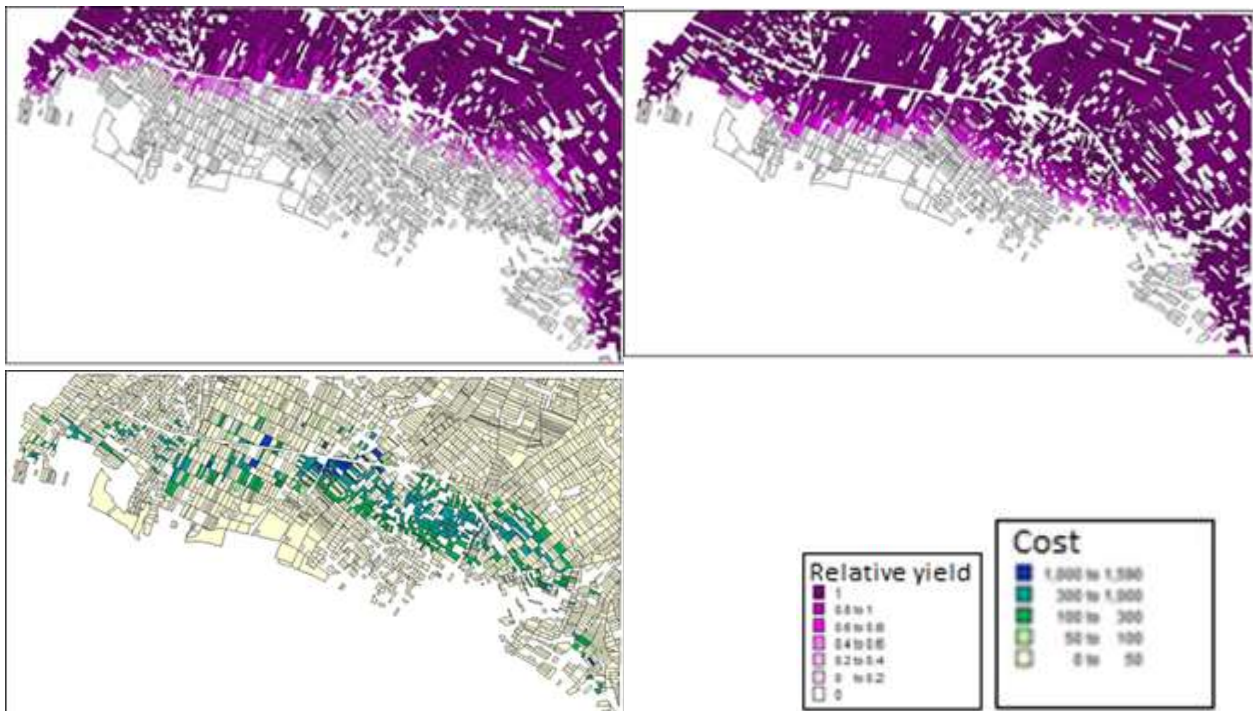 Relative yield
1
0.8 to 1
0.6 to 0.8
0.4 to 0.6
0.2 to 0.4
0 to 0.2
0
Cost
1,000 to 1,500
300 to 1,000
100 to 300
50 to 100
0 to 50